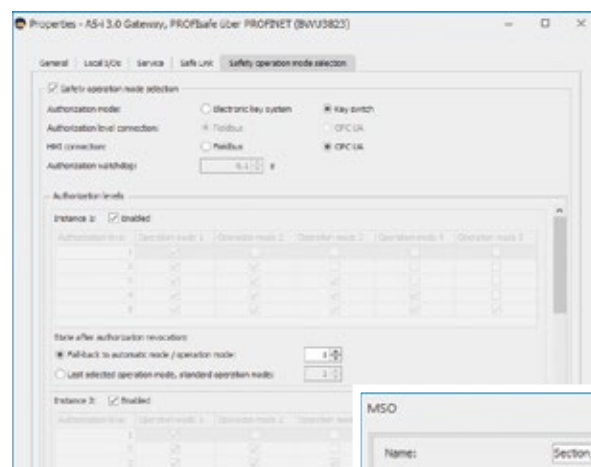 Properties - AS-i 3.0 Gateway, PROFIsafe über PROFINET (BWU3823)
General Local I/Os Service Safe Link Safety operation mode selection
Safety operation mode selection
Authorization mode: Electronic key system Key switch
Authorization level connection: Fieldbus OPC UA
HMI connection: Fieldbus OPC UA
Authorization watchdog: s
Authorization levels
Instance 1: Enabled
Authorization level Operation mode 1 Operation mode 2 Operation mode 3 Operation mode 4 Operation mode 5
1
2
3
4
5
State after authorization revocation:
Fall-back to automatic mode / operation mode: 1
Last selected operation mode, standard operation mode: 1
Instance 2: Enabled
Authorization level Operation mode 1 Operation mode 2 Operation
1
2
3
MSO
Name: Section